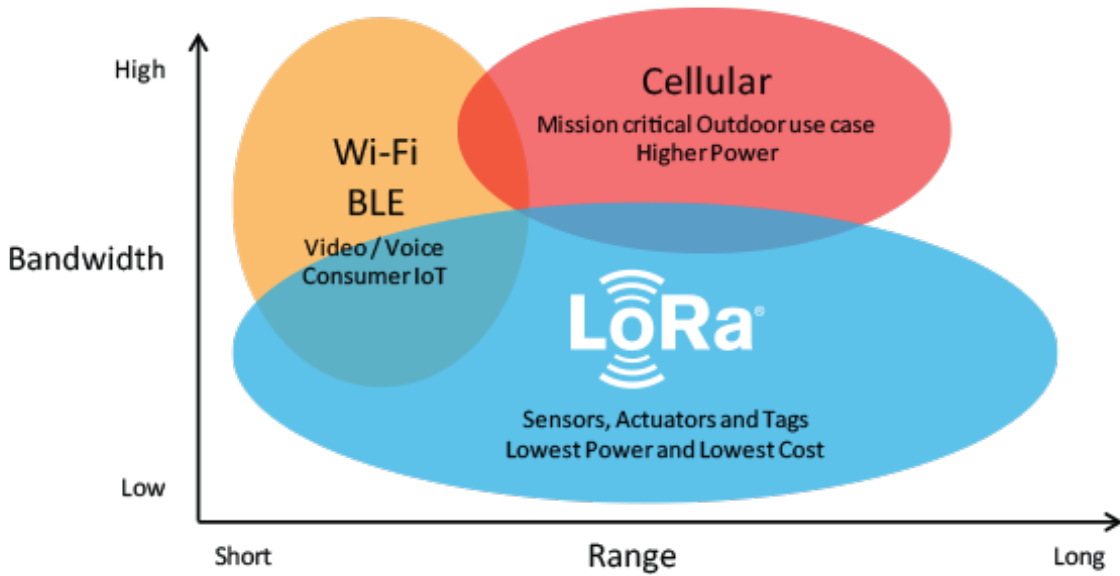 High
Cellular
Mission critical Outdoor use case
Higher Power
Wi-Fi
BLE
Video / Voice
Consumer IoT
Bandwidth
LoRa®
Sensors, Actuators and Tags
Lowest Power and Lowest Cost
Low
Short
Range
Long